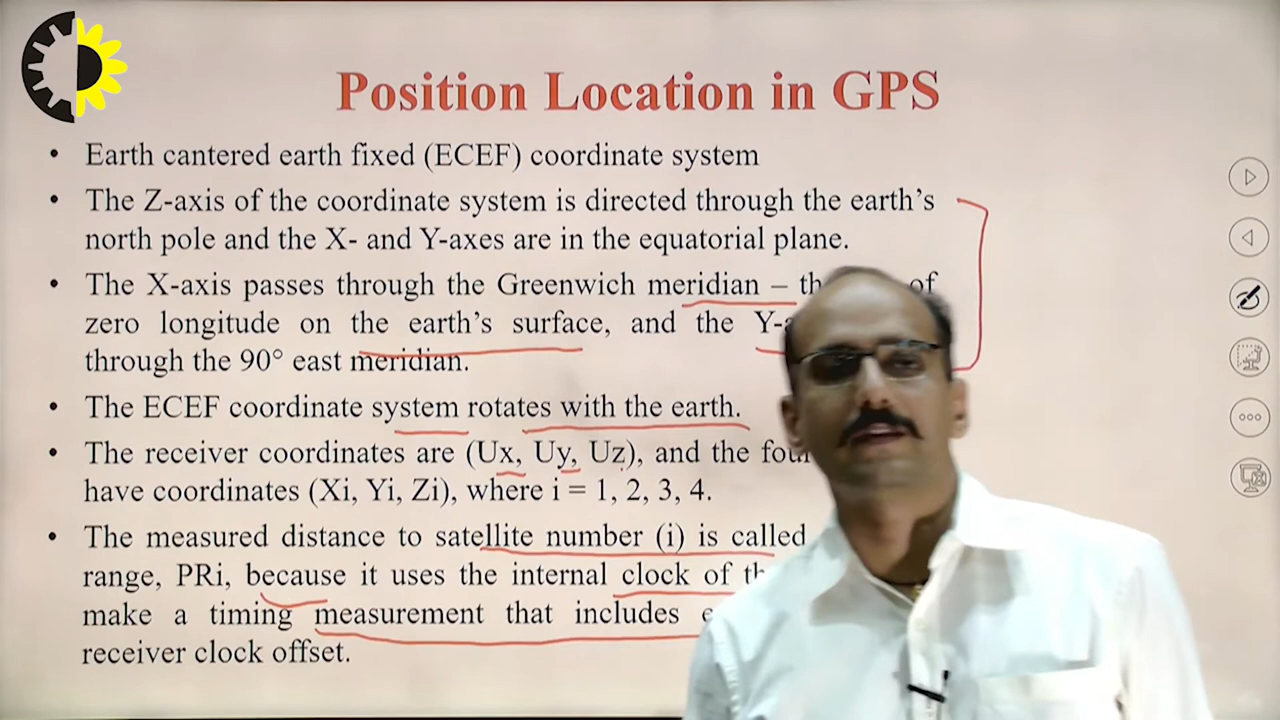 Position Location in GPS
• Earth cantered earth fixed (ECEF) coordinate system
• The Z-axis of the coordinate system is directed through the earth's
north pole and the X- and Y-axes are in the equatorial plane.
• The X-axis passes through the Greenwich meridian – of
zero longitude on the earth's surface, and the
through the 90° east meridian.
• The ECEF coordinate system rotates with the earth.
• The receiver coordinates are (Ux, Uy, Uz), and the
have coordinates (Xi, Yi, Zi), where i = 1, 2, 3, 4.
• The measured distance to satellite number (i) is called
range, PRi, because it uses the internal clock of
make a timing measurement that includes
receiver clock offset.